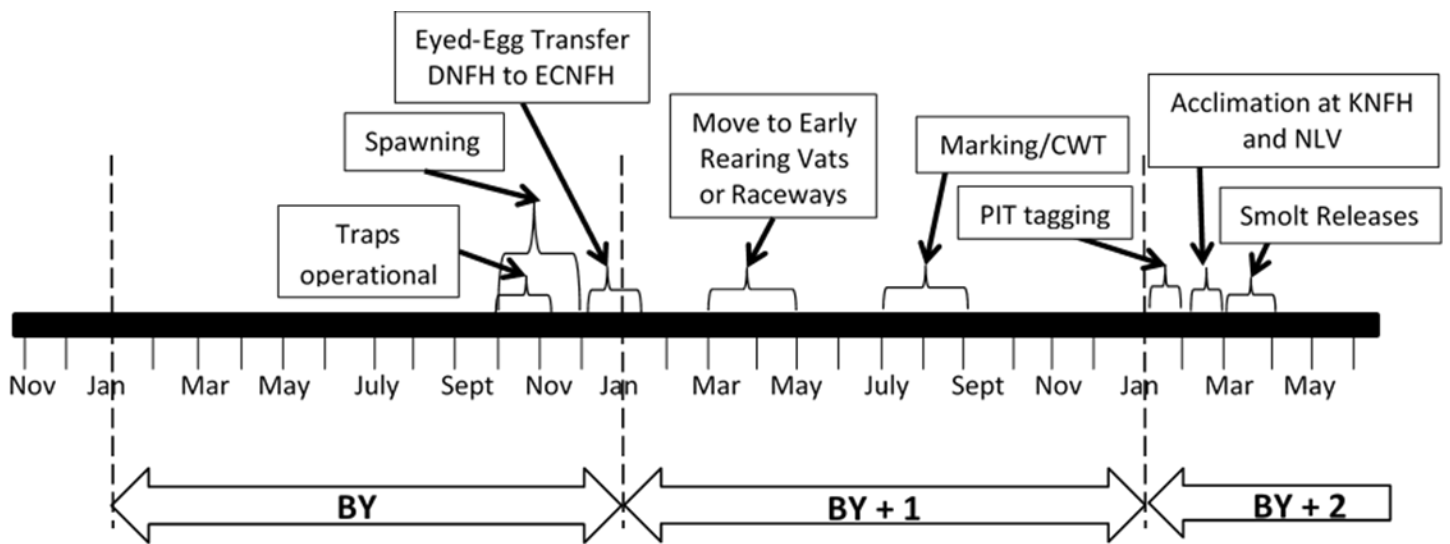 Eyed-Egg Transfer
DNFH to ECNFH
Spawning
Traps
operational
Move to Early
Rearing Vats
or Raceways
Marking/CWT
PIT tagging
Acclimation at KNFH
and NLV
Smolt Releases
Nov Jan Mar May July Sept Nov Jan Mar May July Sept Nov Jan Mar May
BY BY + 1 BY + 2